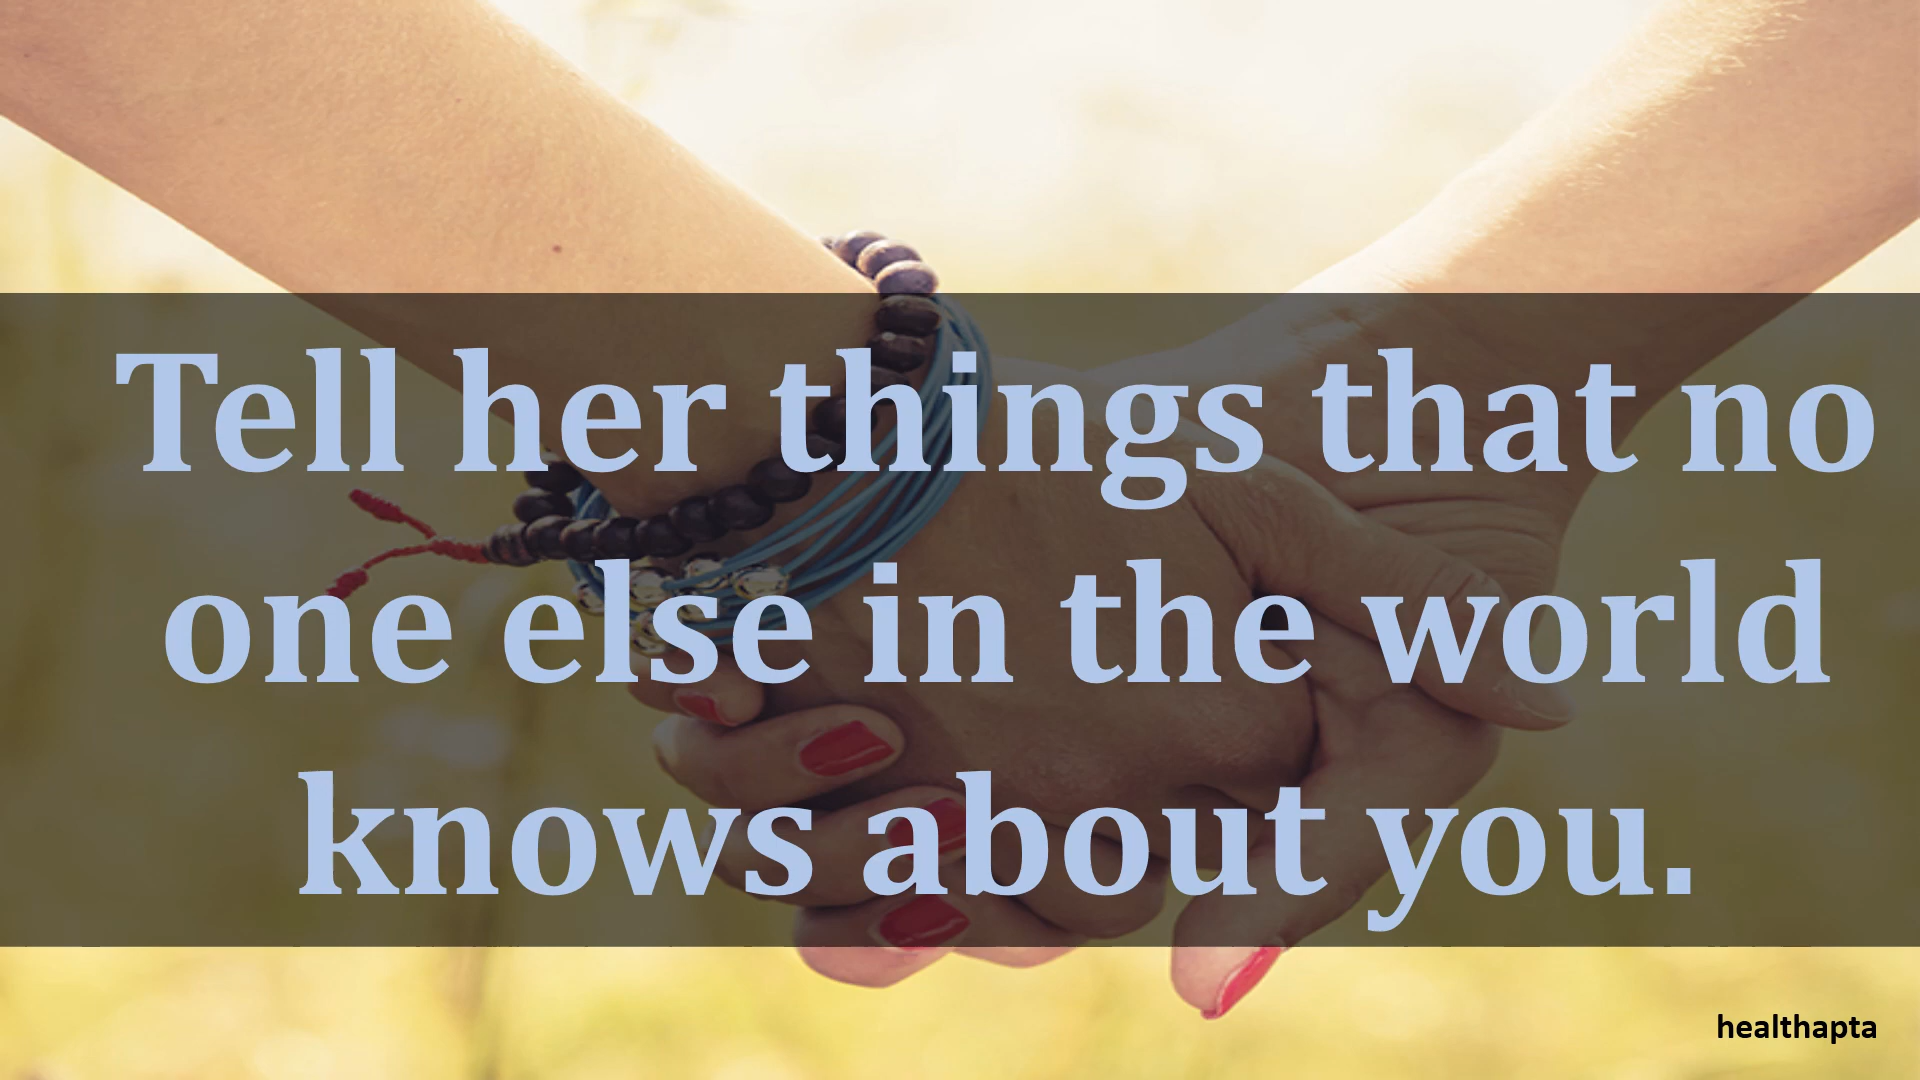 Tell her things that no
one else in the world
knows about you.
healthapta